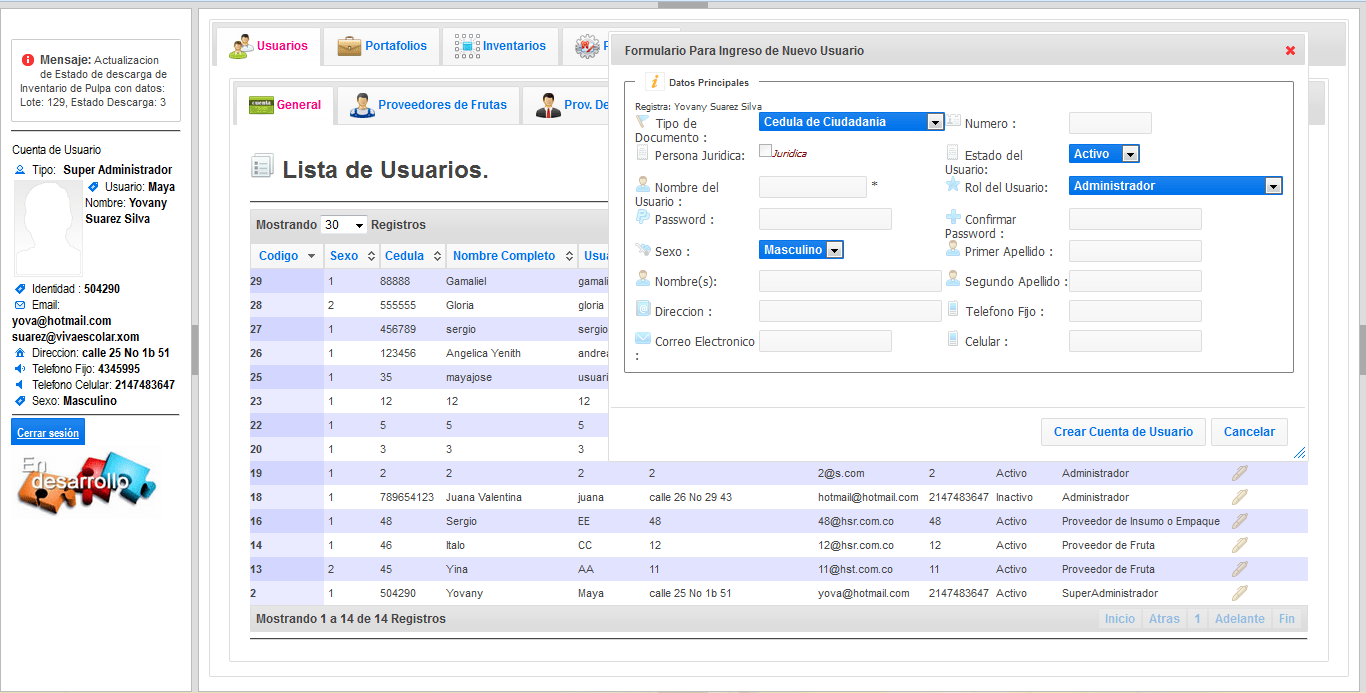 Mensaje: Actualizacion
de Estado de descarga de
Inventario de Pulpa con datos:
Lote: 129, Estado Descarga: 3
Cuenta de Usuario
Tipo: Super Administrador
Usuario: Maya
Nombre: Yovany
Suarez Silva
Identidad : 504290
Email:
yova@hotmail.com
suarez@vivaescolar.xom
Direccion: calle 25 No 1b 51
Telefono Fijo: 4345995
Telefono Celular: 2147483647
Sexo: Masculino
Cerrar sesión
En
desarrollo
Usuarios Portafolios Inventarios
General Proveedores de Frutas Prov. De
Lista de Usuarios.
Mostrando 30 Registros
Codigo Sexo Cedula Nombre Completo Usua
29 1 88888 Gamaliel gamali
28 2 555555 Gloria gloria
27 1 456789 sergio sergio
26 1 123456 Angelica Yenith andrea
25 1 35 mayajose usuari
23 1 12 12 12
22 1 5 5 5
20 1 3 3 3
19 1 2 2 2 2 2@s.com 2 Activo Administrador
18 1 789654123 Juana Valentina juana calle 26 No 29 43 hotmail@hotmail.com 2147483647 Inactivo Administrador
16 1 48 Sergio EE 48 48@hsr.com.co 48 Activo Proveedor de Insumo o Empaque
14 1 46 Italo CC 12 12@hsr.com.co 12 Activo Proveedor de Fruta
13 2 45 Yina AA 11 11@hst.com.co 11 Activo Proveedor de Fruta
2 1 504290 Yovany Maya calle 25 No 1b 51 yova@hotmail.com 2147483647 Activo SuperAdministrador
Mostrando 1 a 14 de 14 Registros Inicio Atras 1 Adelante Fin
Formulario Para Ingreso de Nuevo Usuario
Datos Principales
Registra: Yovany Suarez Silva
Tipo de
Documento : Cedula de Ciudadania Numero :
Persona Juridica: Juridica Estado del
Usuario: Activo
Nombre del
Usuario : * Rol del Usuario: Administrador
Password : Confirmar
Password :
Sexo : Masculino Primer Apellido :
Nombre(s): Segundo Apellido :
Direccion : Telefono Fijo :
Correo Electronico
: Celular :
Crear Cuenta de Usuario Cancelar